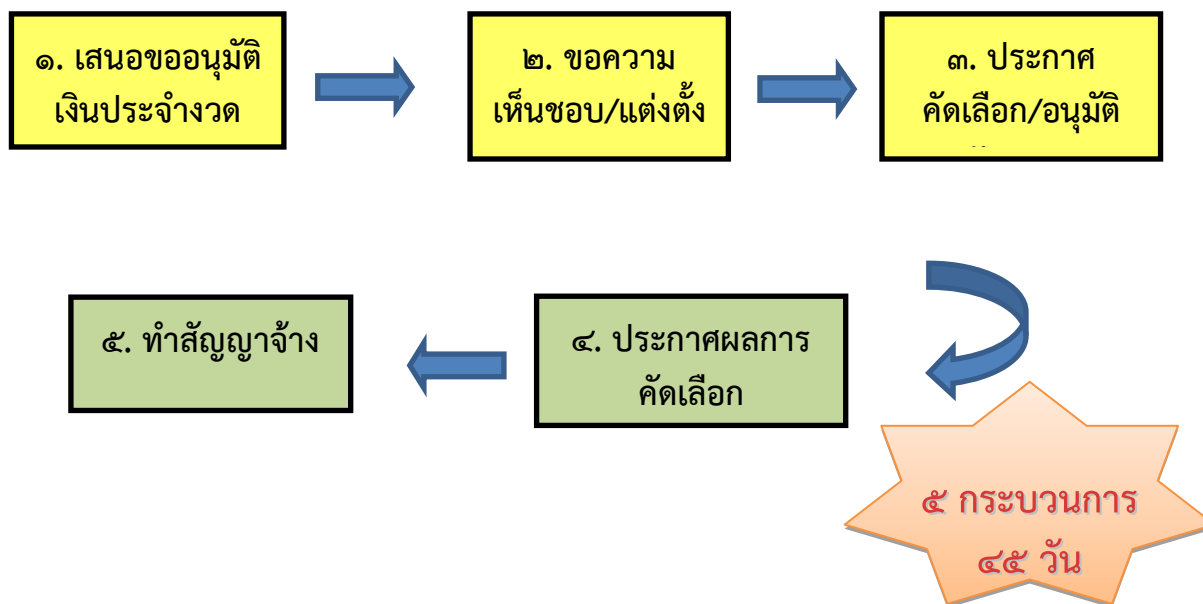 ๑. เสนอขออนุมัติ
เงินประจำงวด
๒. ขอความ
เห็นชอบ/แต่งตั้ง
๓. ประกาศ
คัดเลือก/อนุมัติ
๔. ประกาศผลการ
คัดเลือก
๕. ทำสัญญาจ้าง
๕ กระบวนการ
๔๕ วัน